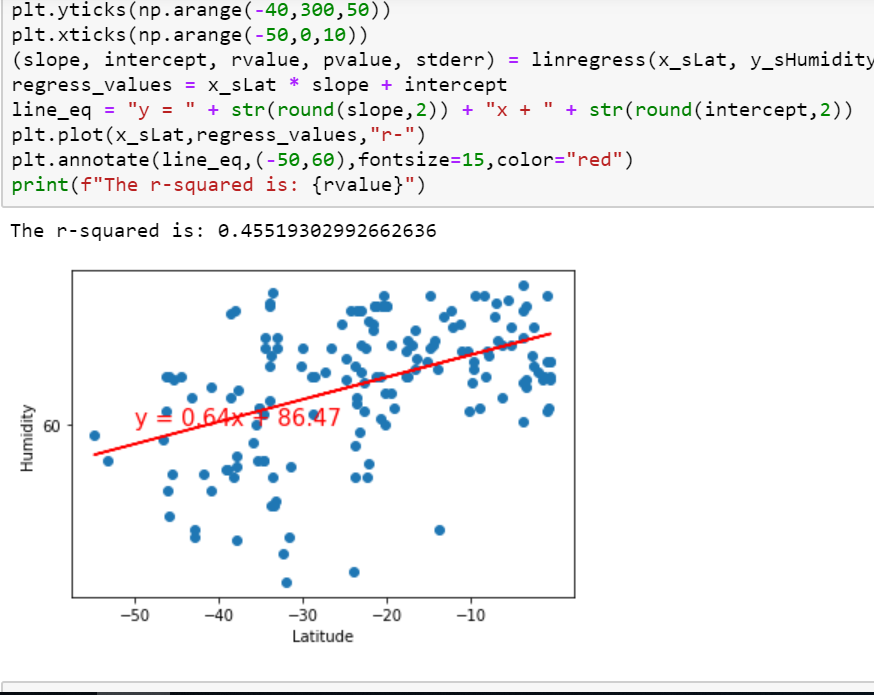 plt.yticks(np.arange(-40,300,50))
plt.xticks(np.arange(-50,0,10))
(slope, intercept, rvalue, pvalue, stderr) = linregress(x_sLat, y_sHumidity
regress_values = x_sLat * slope + intercept
line_eq = "y = " + str(round(slope,2)) + "x + " + str(round(intercept,2))
plt.plot(x_sLat,regress_values,"r-")
plt.annotate(line_eq,(-50,60),fontsize=15,color="red")
print(f"The r-squared is: {rvalue}")
The r-squared is: 0.45519302992662636
y = 0.64x + 86.47
60
Humidity
−50 −40 −30 −20 −10
Latitude